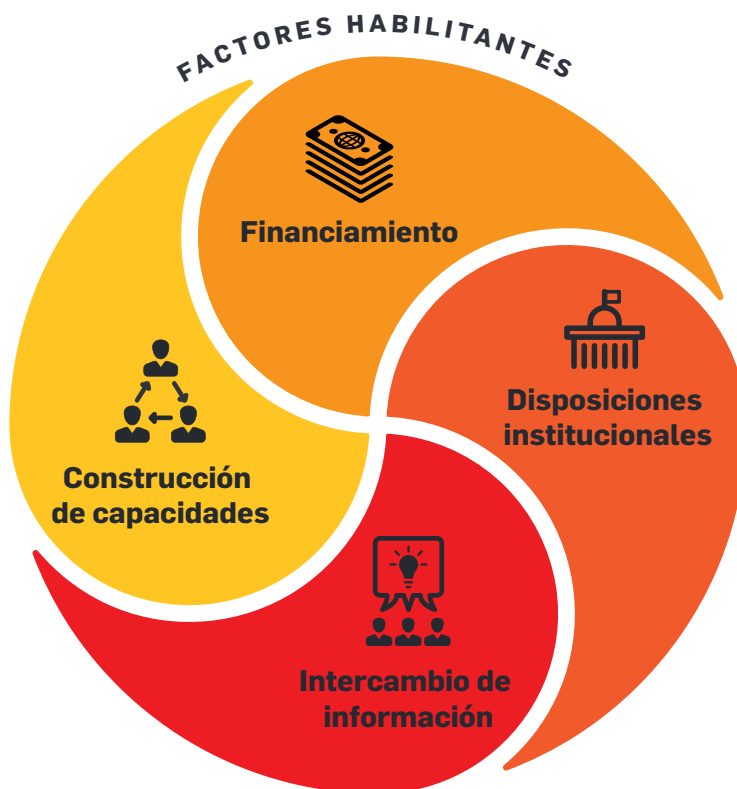 FACTORES HABILITANTES
Financiamiento
Disposiciones
institucionales
Construcción
de capacidades
Intercambio de
información